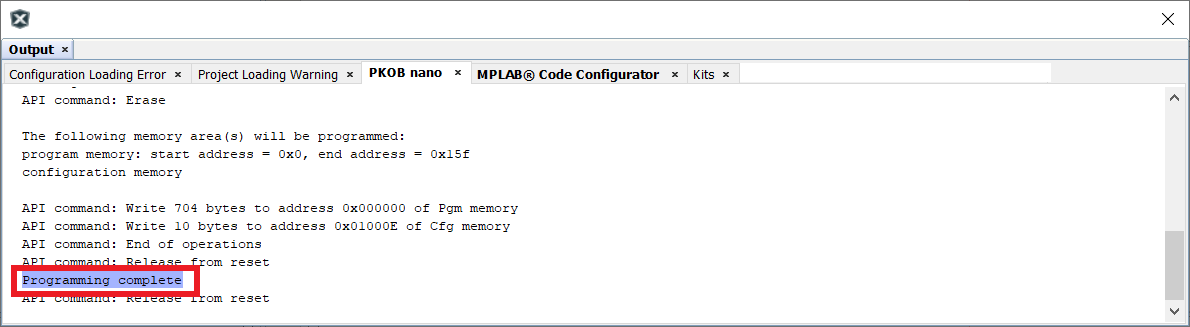 Output ×
Configuration Loading Error × Project Loading Warning × PKOB nano × MPLAB® Code Configurator × Kits ×
API command: Erase
The following memory area(s) will be programmed:
program memory: start address = 0x0, end address = 0x15f
configuration memory
API command: Write 704 bytes to address 0x000000 of Pgm memory
API command: Write 10 bytes to address 0x01000E of Cfg memory
API command: End of operations
API command: Release from reset
Programming complete
API command: Release from reset